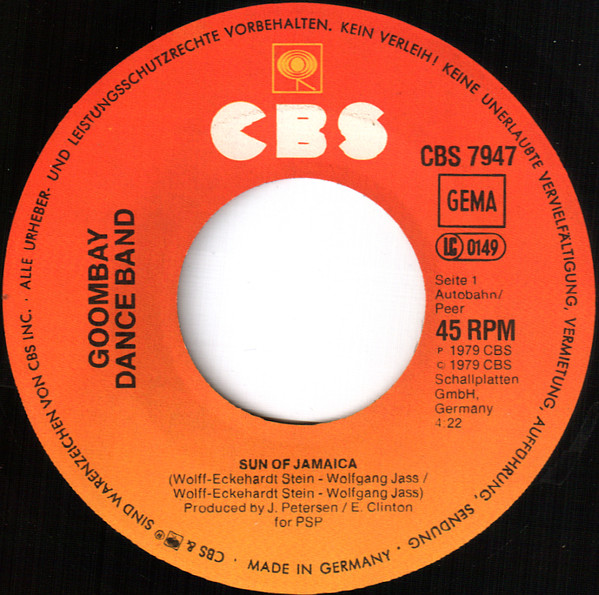 ALLE URHEBER- UND LEISTUNGSSCHUTZRECHTE VORBEHALTEN. KEIN VERLEIH! KEINE UNERLAUBTE VERVIELFÄLTIGUNG, VERMIETUNG, AUFFÜHRUNG, SENDUNG
CBS
CBS 7947
GEMA
LC 0149
GOOMBAY
DANCE BAND
Seite 1
Autobahn/
Peer
45 RPM
℗ 1979 CBS
© 1979 CBS
Schallplatten
GmbH,
Germany
4:22
SUN OF JAMAICA
(Wolff-Eckehardt Stein - Wolfgang Jass /
Wolff-Eckehardt Stein - Wolfgang Jass)
Produced by J. Petersen / E. Clinton
for PSP
CBS & ® SIND WARENZEICHEN VON CBS INC. ·
· MADE IN GERMANY ·